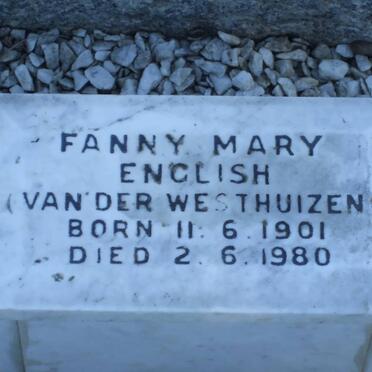 FANNY MARY
ENGLISH
(VAN DER WESTHUIZEN
BORN 11. 6. 1901
DIED 2. 6. 1980